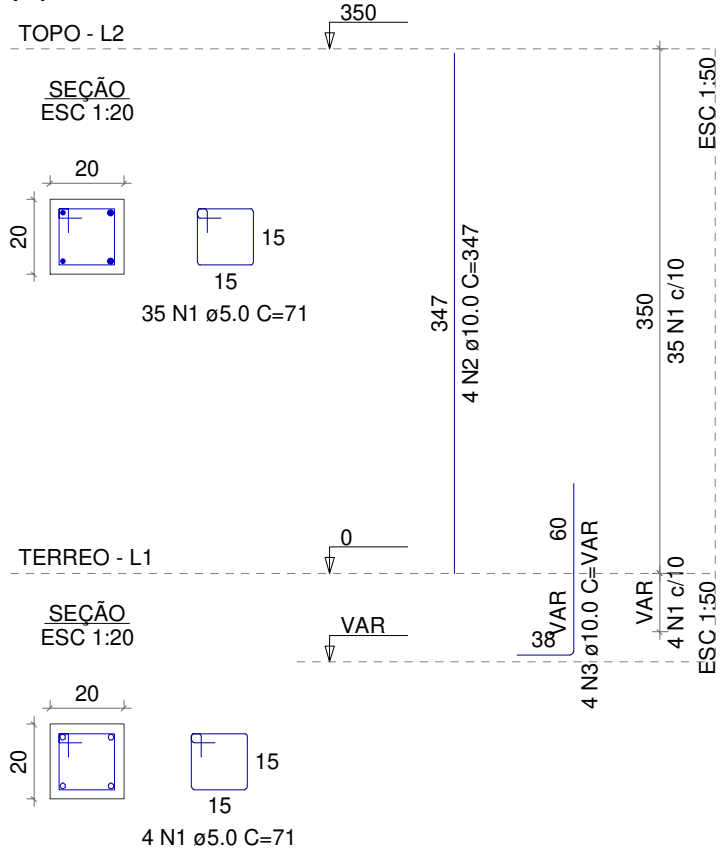 350
TOPO - L2
SEÇÃO
ESC 1:20
ESC 1:50
20
20
15
15
35 N1 ø5.0 C=71
347
4 N2 ø10.0 C=347
350
35 N1 c/10
0
TERREO - L1
SEÇÃO
ESC 1:20
VAR
60
VAR
38
4 N3 ø10.0 C=VAR
VAR
4 N1 c/10
ESC 1:50
20
20
15
15
4 N1 ø5.0 C=71